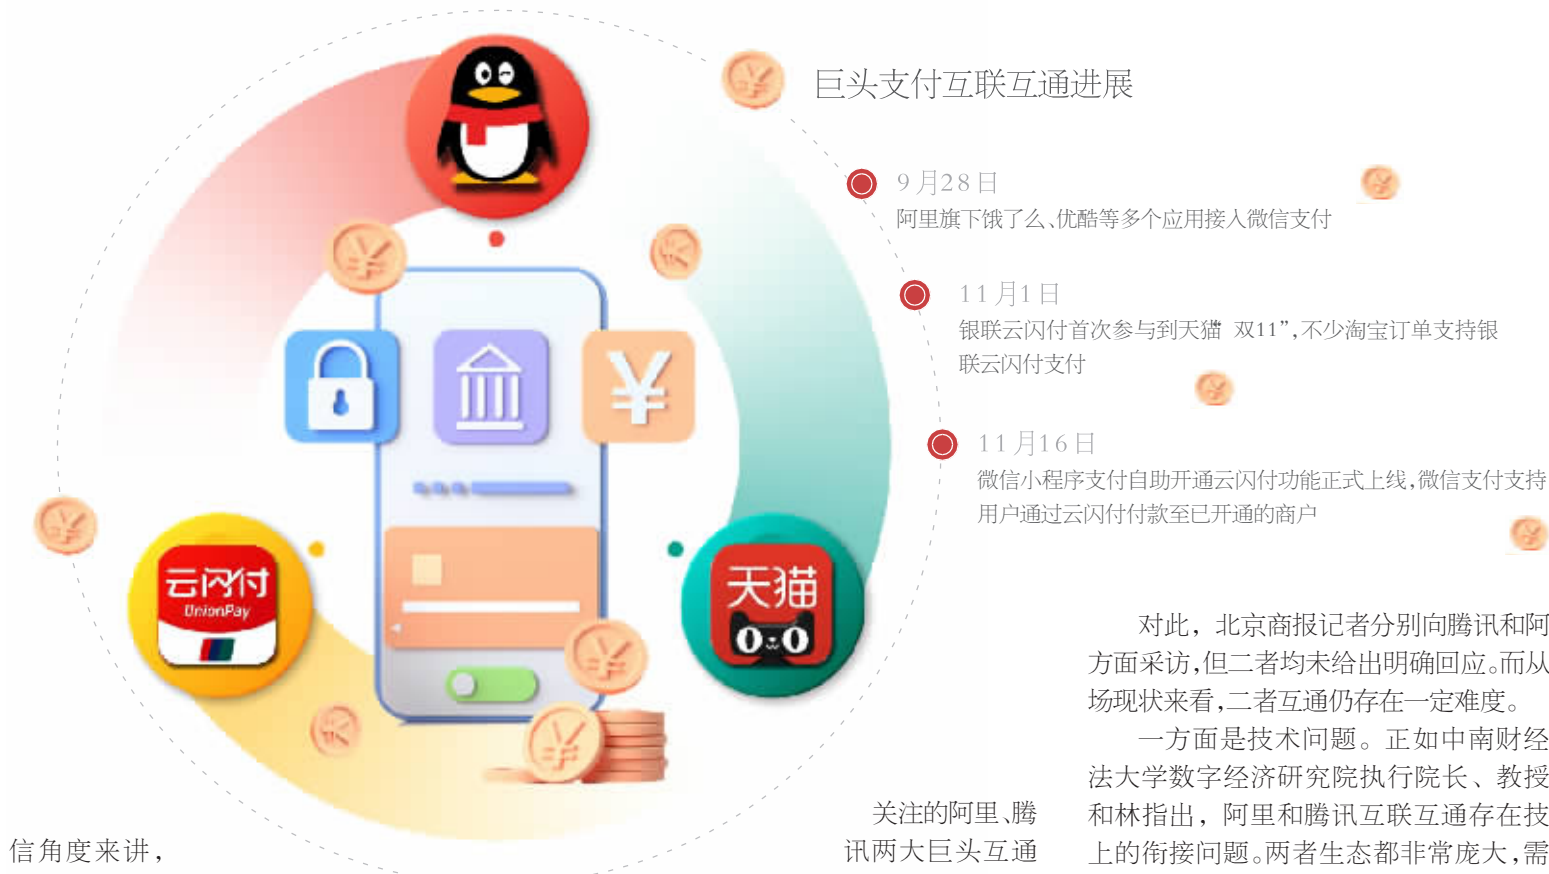 巨头支付互联互通进展
9月28日
阿里旗下饿了么、优酷等多个应用接入微信支付
11月1日
银联云闪付首次参与到天猫 双11”,不少淘宝订单支持银
联云闪付支付
11月16日
微信小程序支付自助开通云闪付功能正式上线,微信支付支持
用户通过云闪付付款至已开通的商户
云闪付
UnionPay
天猫
信角度来讲，
关注的阿里、腾
讯两大巨头互通
对此，北京商报记者分别向腾讯和阿
方面采访,但二者均未给出明确回应。而从
场现状来看,二者互通仍存在一定难度。
一方面是技术问题。正如中南财经
法大学数字经济研究院执行院长、教授
和林指出，阿里和腾讯互联互通存在技
上的衔接问题。两者生态都非常庞大,需